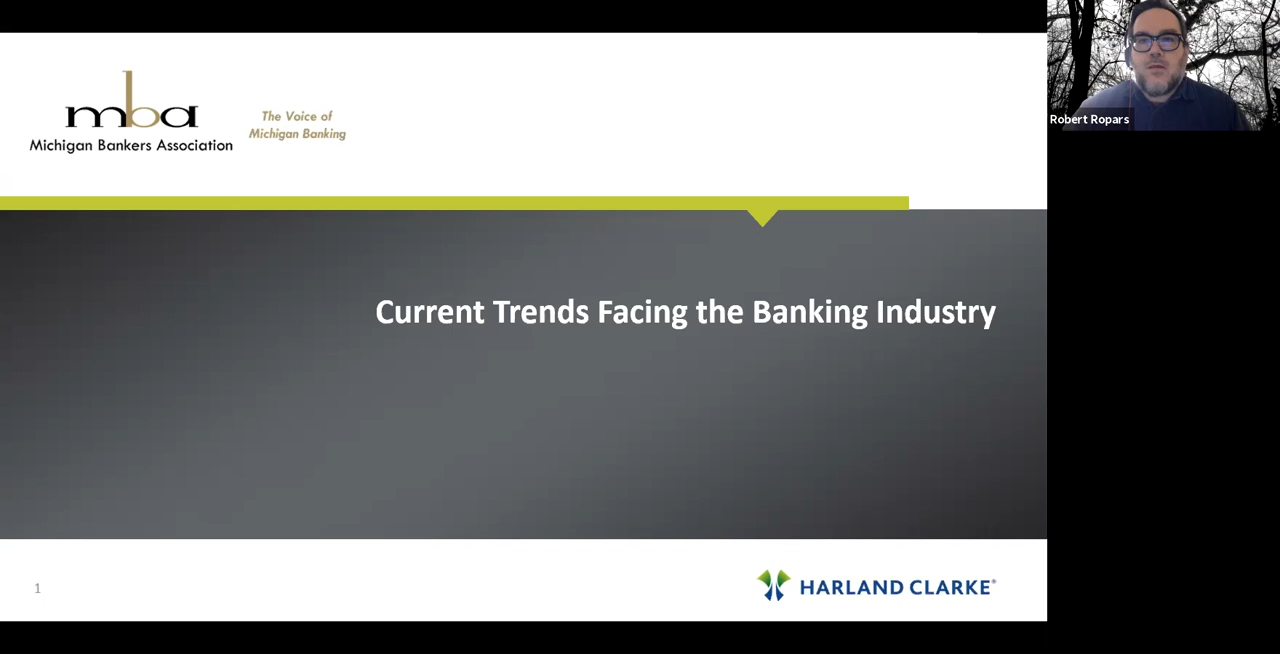 mba
Michigan Bankers Association
The Voice of
Michigan Banking
Robert Ropars
Current Trends Facing the Banking Industry
1
HARLAND CLARKE®